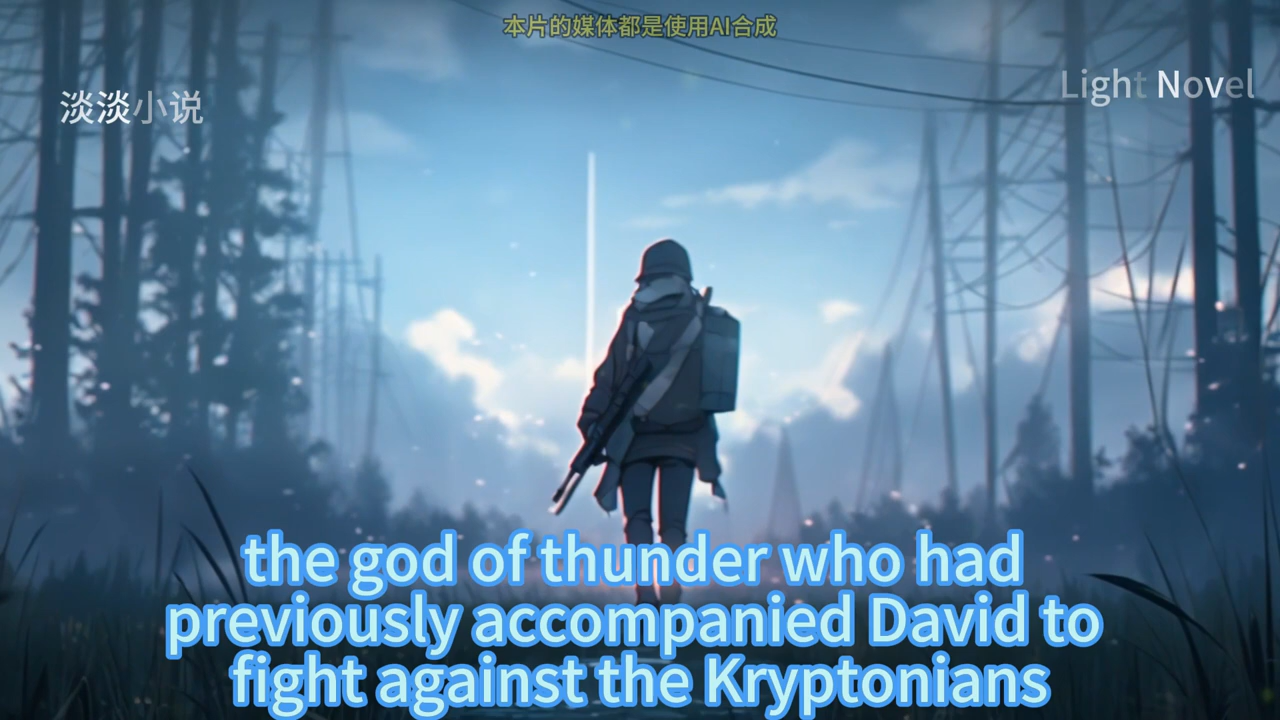 本片的媒体都是使用AI合成
淡淡小说
Light Novel
the god of thunder who had
previously accompanied David to
fight against the Kryptonians